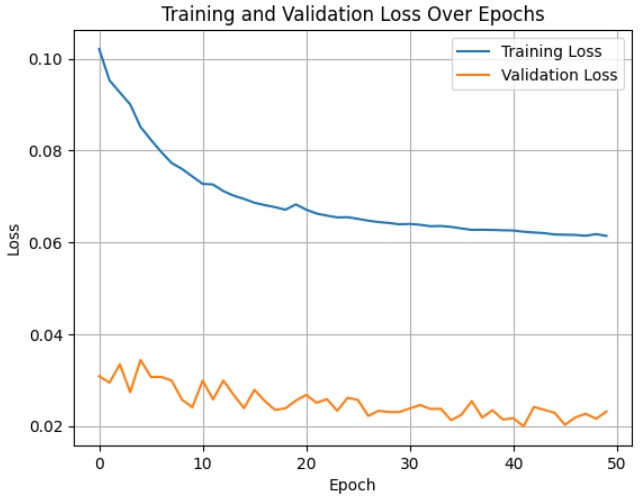 Training and Validation Loss Over Epochs
Training Loss
Validation Loss
Loss
0.10
0.08
0.06
0.04
0.02
0
10
20
30
40
50
Epoch